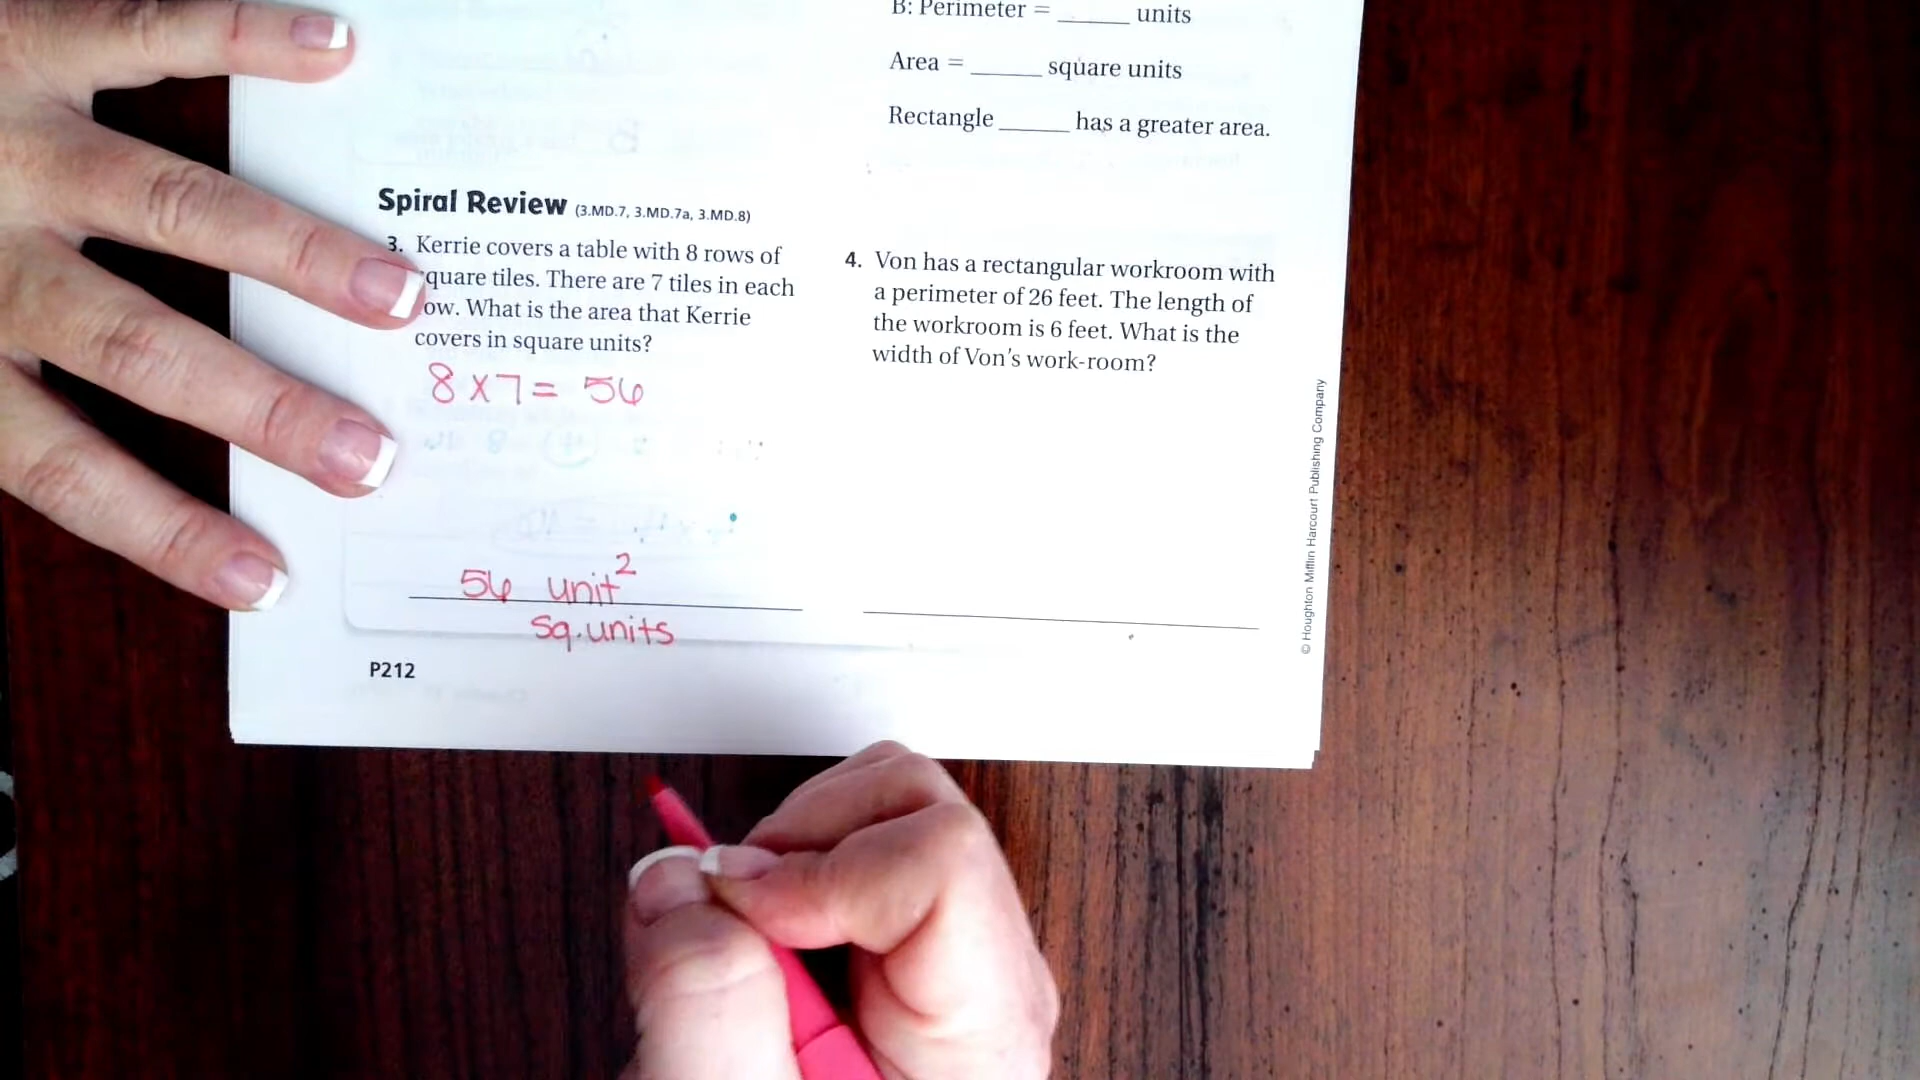 B: Perimeter = ______ units
Area = ______ square units
Rectangle ______ has a greater area.
Spiral Review (3.MD.7, 3.MD.7a, 3.MD.8)
3. Kerrie covers a table with 8 rows of
quare tiles. There are 7 tiles in each
ow. What is the area that Kerrie
covers in square units?
8 x 7 = 56
56 unit²
sq. units
P212
4. Von has a rectangular workroom with
a perimeter of 26 feet. The length of
the workroom is 6 feet. What is the
width of Von's work-room?
© Houghton Mifflin Harcourt Publishing Company